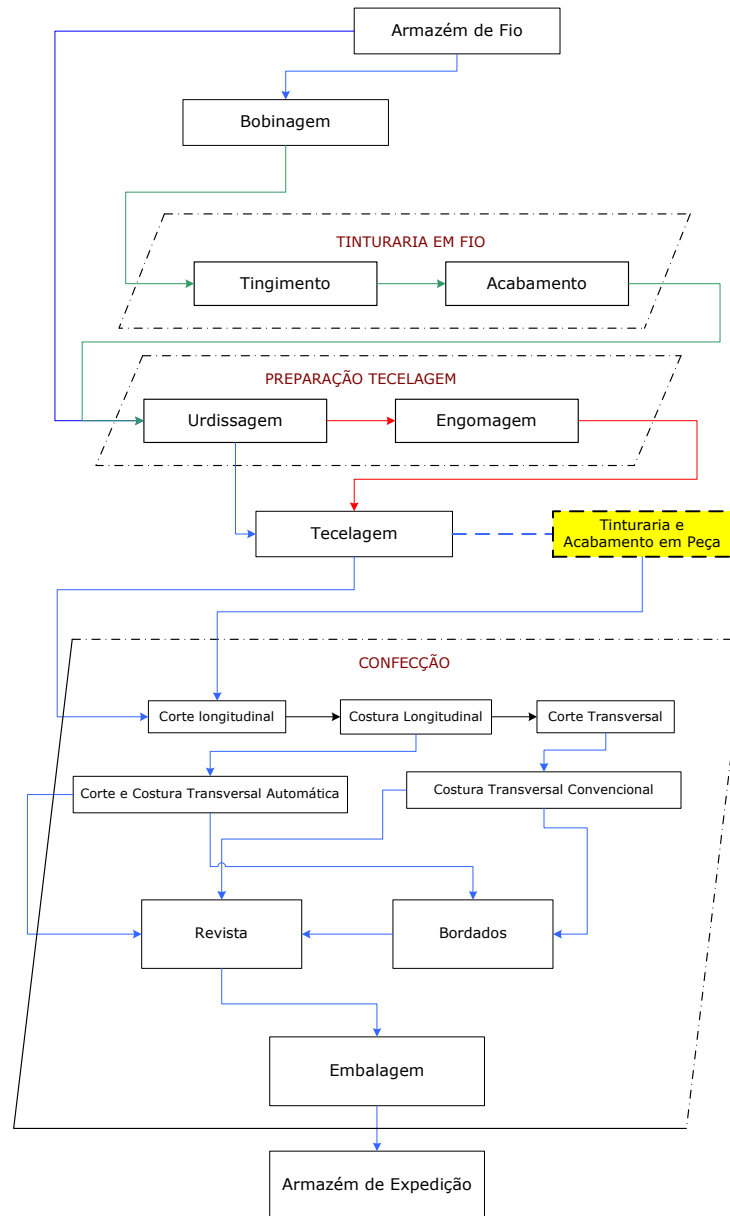 Armazém de Fio
Bobinagem
TINTURARIA EM FIO
Tingimento
Acabamento
PREPARAÇÃO TECELAGEM
Urdissagem
Engomagem
Tecelagem
Tinturaria e
Acabamento em Peça
CONFECÇÃO
Corte longitudinal
Costura Longitudinal
Corte Transversal
Corte e Costura Transversal Automática
Costura Transversal Convencional
Revista
Bordados
Embalagem
Armazém de Expedição